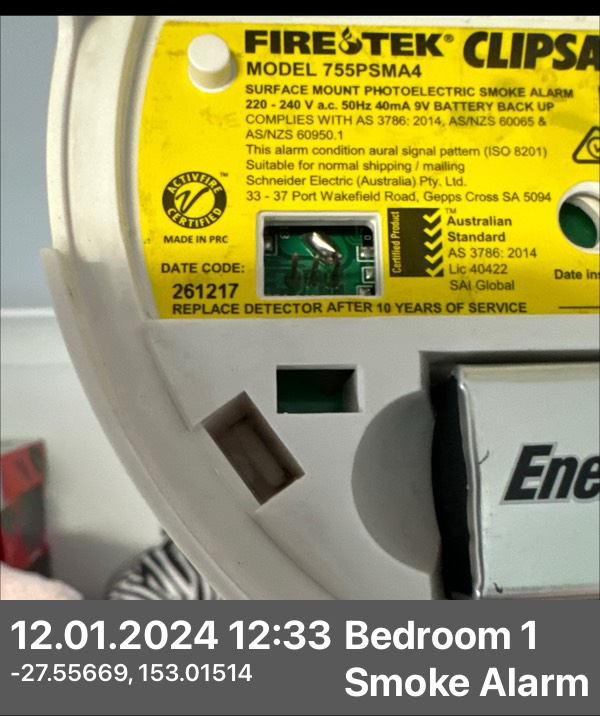 FIRETEK® CLIPSA
MODEL 755PSMA4
SURFACE MOUNT PHOTOELECTRIC SMOKE ALARM
220 - 240 V a.c. 50Hz 40mA 9V BATTERY BACK UP
COMPLIES WITH AS 3786: 2014, AS/NZS 60065 &
AS/NZS 60950.1
This alarm condition aural signal pattern (ISO 8201)
Suitable for normal shipping / mailing
Schneider Electric (Australia) Pty. Ltd.
33 - 37 Port Wakefield Road, Gepps Cross SA 5094
ACTIVFIRE CERTIFIED ™
MADE IN PRC
Certified Product
™
Australian
Standard
AS 3786: 2014
Lic 40422
SAI Global
DATE CODE:
261217
Date ins
REPLACE DETECTOR AFTER 10 YEARS OF SERVICE
Ene
12.01.2024 12:33 Bedroom 1
-27.55669, 153.01514
Smoke Alarm